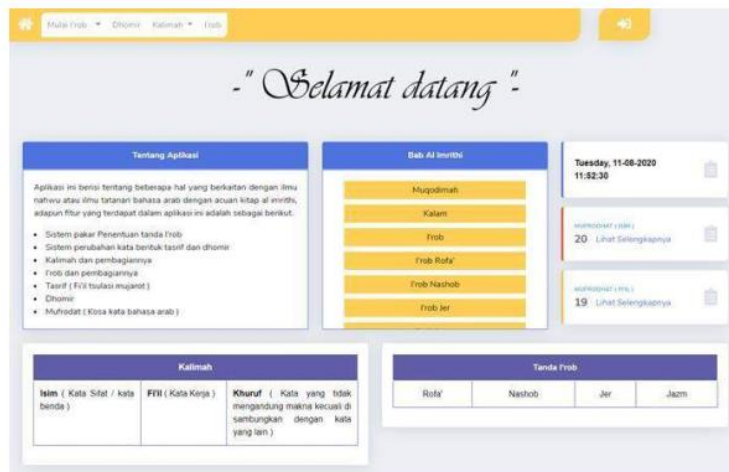 Mulai I'rob Dhomir Kalimah I'rob
-" Selamat datang "-
Tentang Aplikasi
Aplikasi ini berisi tentang beberapa hal yang berkaitan dengan ilmu
nahwu atau ilmu tatanan bahasa arab dengan acuan kitap al imrithi,
adapun fitur yang terdapat dalam aplikasi ini adalah sebagai berikut.
Sistem pakar Penentuan tanda I'rob
Sistem perubahan kata bentuk tasrif dan dhomir
Kalimah dan pembagiannya
I'rob dan pembagiannya
Tasrif ( Fi'il tsulasi mujarot )
Dhomir
Mufrodat ( Kosa kata bahasa arab )
Bab Al Imrithi
Muqodimah
Kalam
I'rob
I'rob Rofa'
I'rob Nashob
I'rob Jer
Tuesday, 11-08-2020
11:52:30
20 Lihat Selengkapnya
19 Lihat Selengkapnya
Kalimah
Isim ( Kata Sifat / kata
benda )
Fi'il ( Kata Kerja )
Khuruf ( Kata yang tidak
mengandung makna kecuali di
sambungkan dengan kata
yang lain )
Tanda I'rob
Rofa' Nashob Jer Jazm